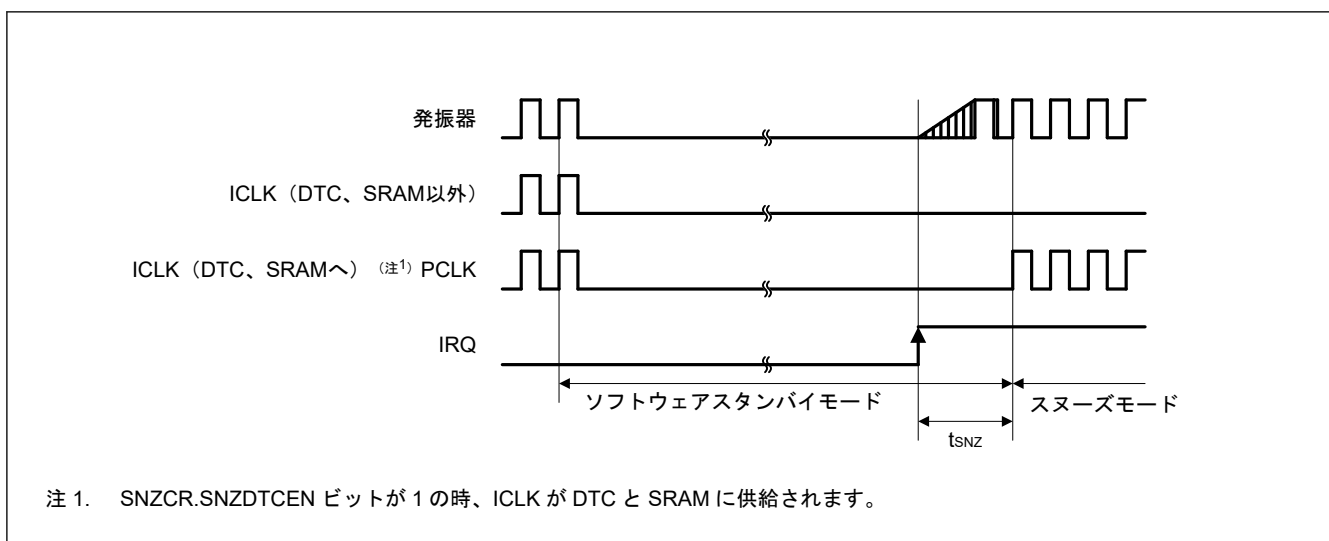 発振器
ICLK（DTC、SRAM以外）
ICLK（DTC、SRAMへ）（注1）PCLK
IRQ
ソフトウェアスタンバイモード
スヌーズモード
tSNZ
注 1. SNZCR.SNZDTCEN ビットが 1 の時、ICLK が DTC と SRAM に供給されます。